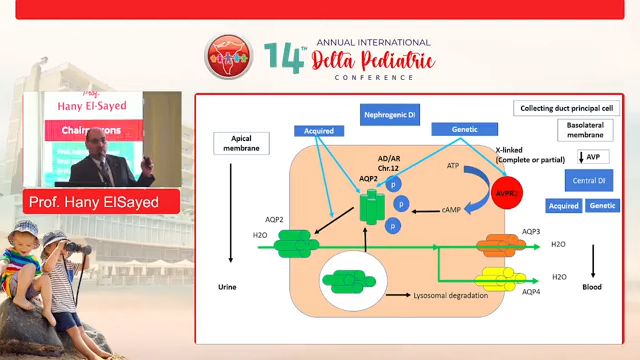 14TH
ANNUAL INTERNATIONAL
Delta Pediatric
CONFERENCE
Prof.
Hany El-Sayed
Prof. Hany ElSayed
Nephrogenic DI
Collecting duct principal cell
Apical
membrane
Acquired
Genetic
Basolateral
membrane
AVP
Central DI
Acquired
Genetic
X-linked
(Complete or partial)
AD/AR
Chr.12
AQP2
ATP
AVPR2
cAMP
p
p
p
AQP2
H2O
AQP3
H2O
H2O
AQP4
Lysosomal degradation
Urine
Blood